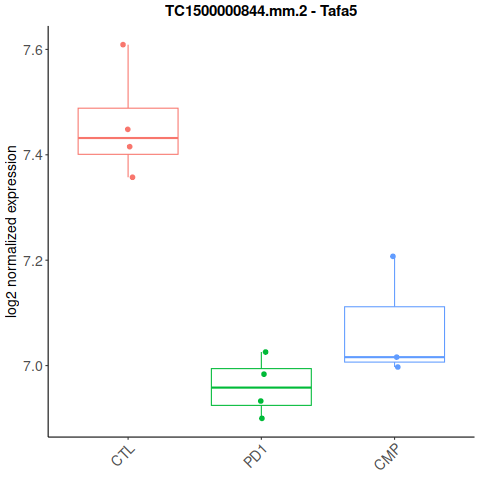 TC1500000844.mm.2 - Tafa5
log2 normalized expression
7.6
7.4
7.2
7.0
CTL
PD1
CMP